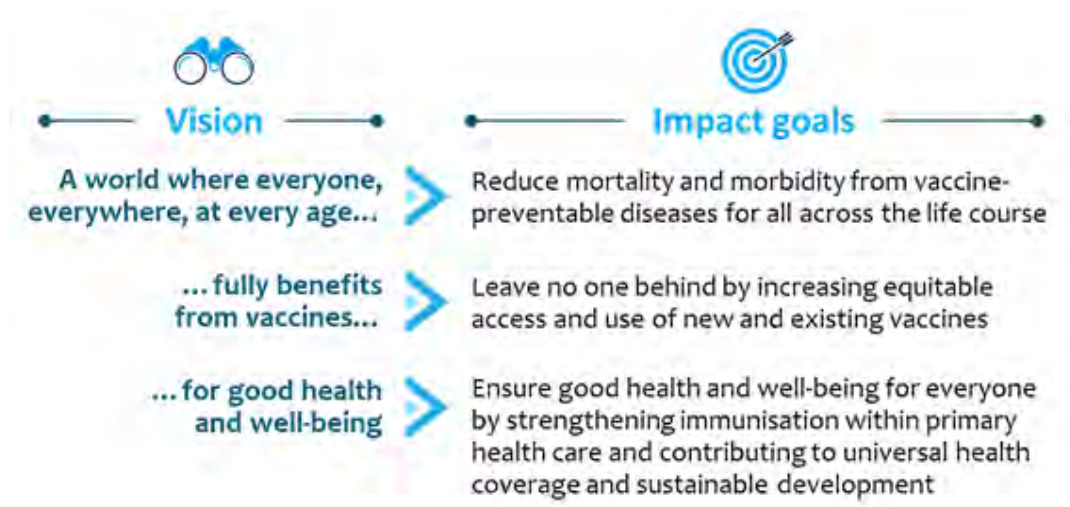 Vision
Impact goals
A world where everyone,
everywhere, at every age...
Reduce mortality and morbidity from vaccine-
preventable diseases for all across the life course
...fully benefits
from vaccines...
Leave no one behind by increasing equitable
access and use of new and existing vaccines
...for good health
and well-being
Ensure good health and well-being for everyone
by strengthening immunisation within primary
health care and contributing to universal health
coverage and sustainable development